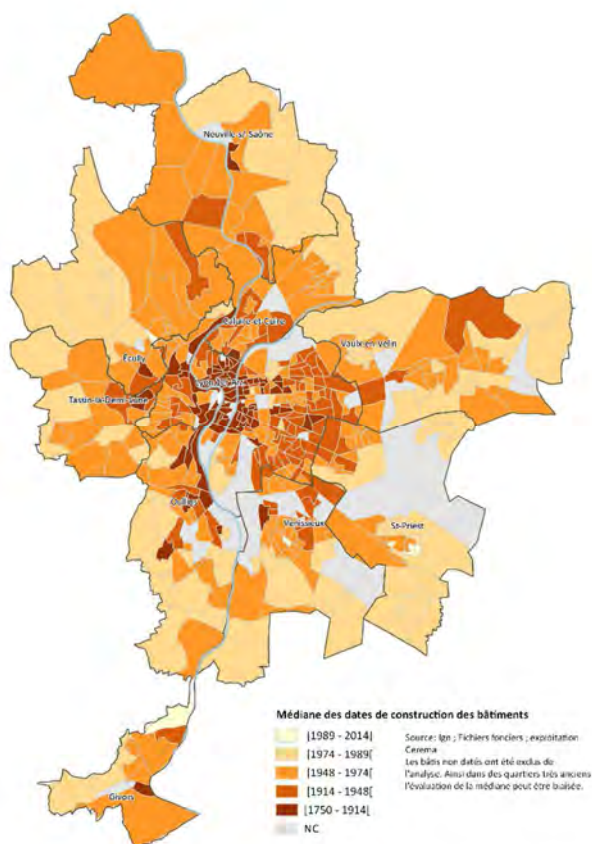 Neuville s/ Saône
Caluire-et-Cuire
Vaulx-en-Velin
Écully
Tassin-la-Demi-Lune
Oullins
Vénissieux
St-Priest
Givors
Médiane des dates de construction des bâtiments
[1989 - 2014]
[1974 - 1989[
[1948 - 1974[
[1914 - 1948[
[1750 - 1914[
NC
Source: Ign ; Fichiers fonciers ; exploitation
Cerema
Les bâtis non datés ont été exclus de
l'analyse. Ainsi dans des quartiers très anciens
l'évaluation de la médiane peut être biaisée.